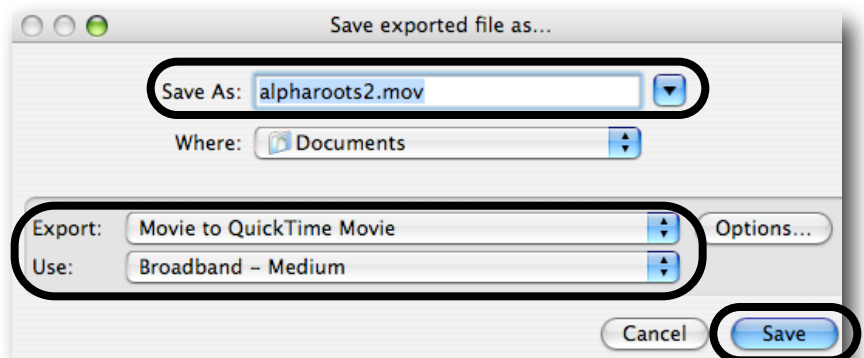 Save exported file as...
Save As: alpharoots2.mov
Where: Documents
Export: Movie to QuickTime Movie Options...
Use: Broadband – Medium
Cancel Save